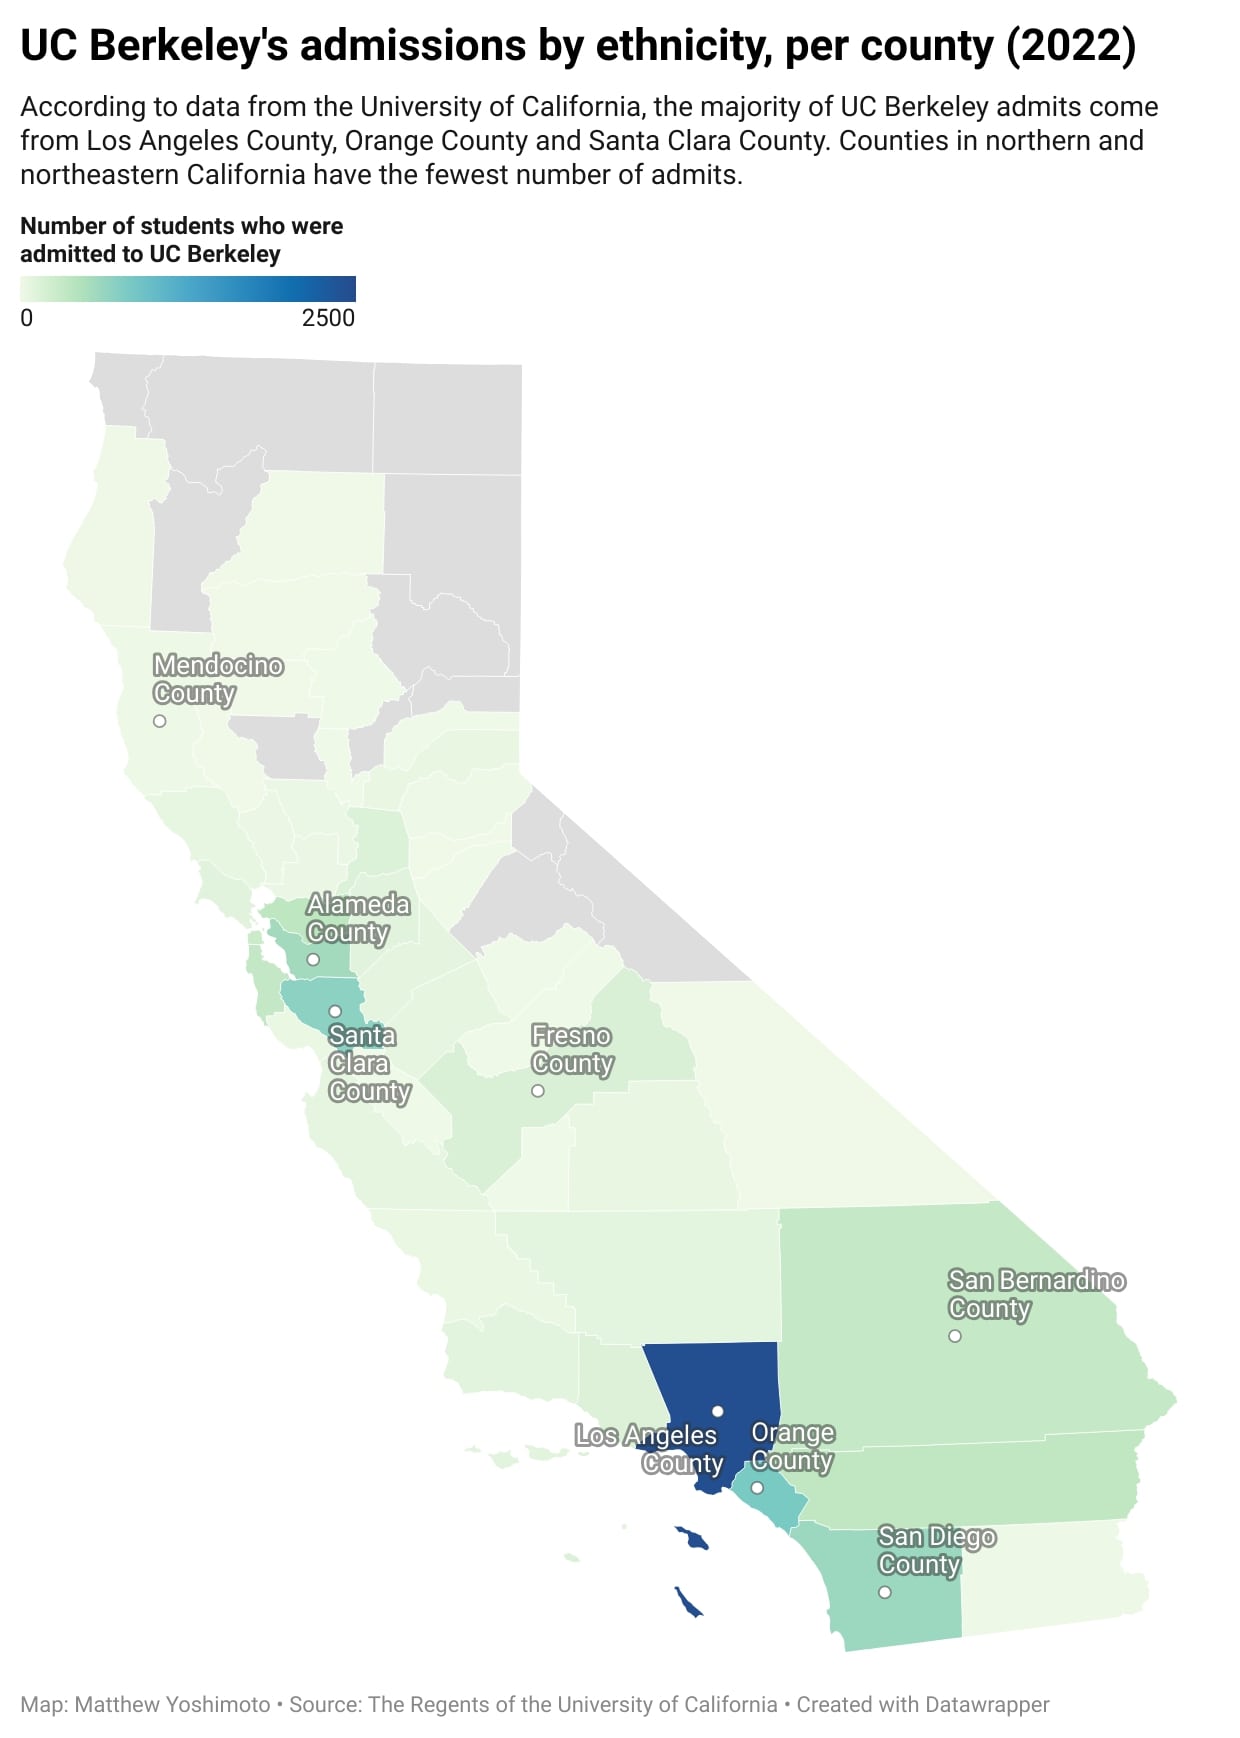 UC Berkeley's admissions by ethnicity, per county (2022)
According to data from the University of California, the majority of UC Berkeley admits come
from Los Angeles County, Orange County and Santa Clara County. Counties in northern and
northeastern California have the fewest number of admits.
Number of students who were
admitted to UC Berkeley
0 2500
Mendocino
County
Alameda
County
Santa
Clara
County
Fresno
County
San Bernardino
County
Los Angeles
County
Orange
County
San Diego
County
Map: Matthew Yoshimoto • Source: The Regents of the University of California • Created with Datawrapper